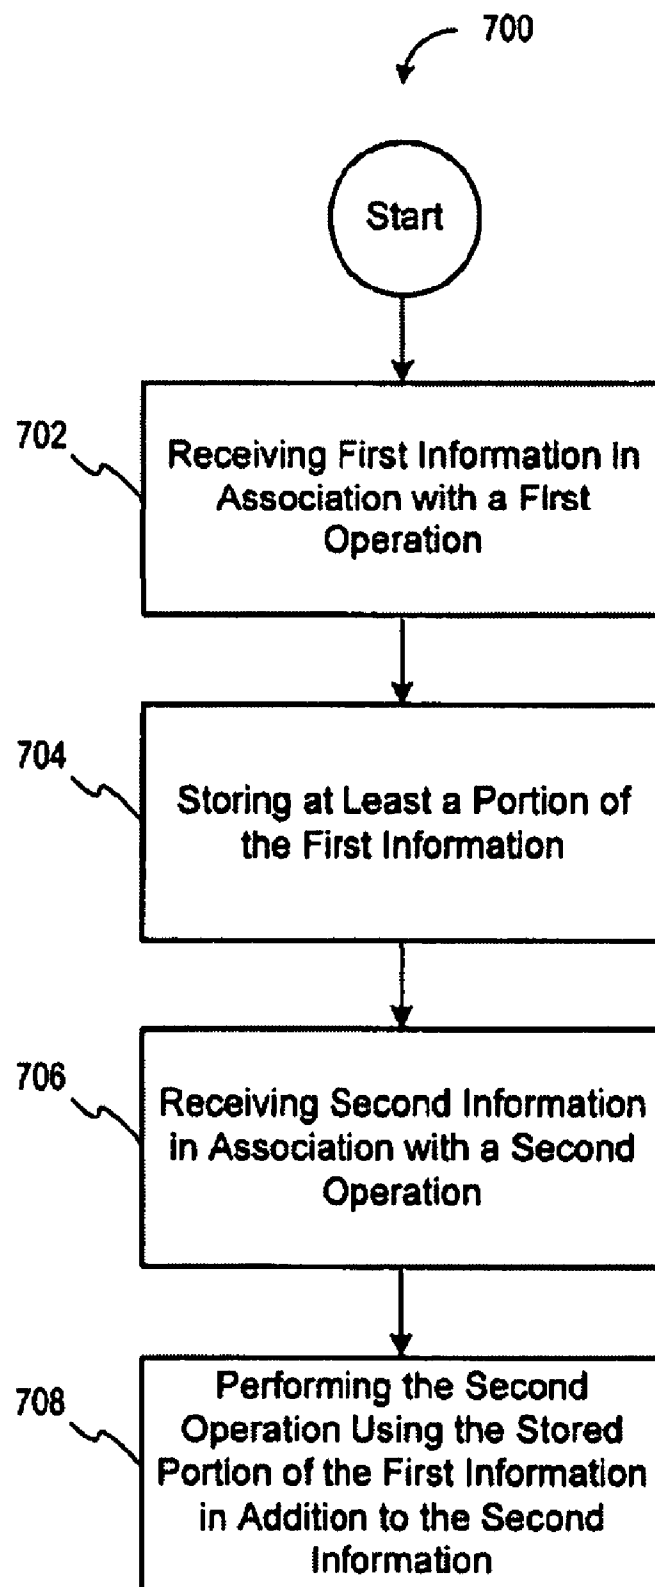 700
Start
702
Receiving First Information in
Association with a First
Operation
704
Storing at Least a Portion of
the First Information
706
Receiving Second Information
in Association with a Second
Operation
708
Performing the Second
Operation Using the Stored
Portion of the First Information
in Addition to the Second
Information